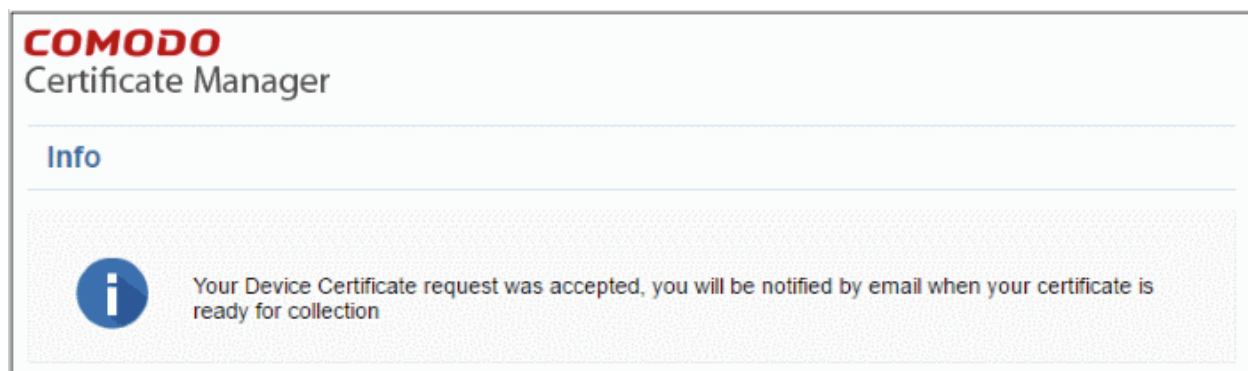 COMODO
Certificate Manager
Info
i
Your Device Certificate request was accepted, you will be notified by email when your certificate is
ready for collection